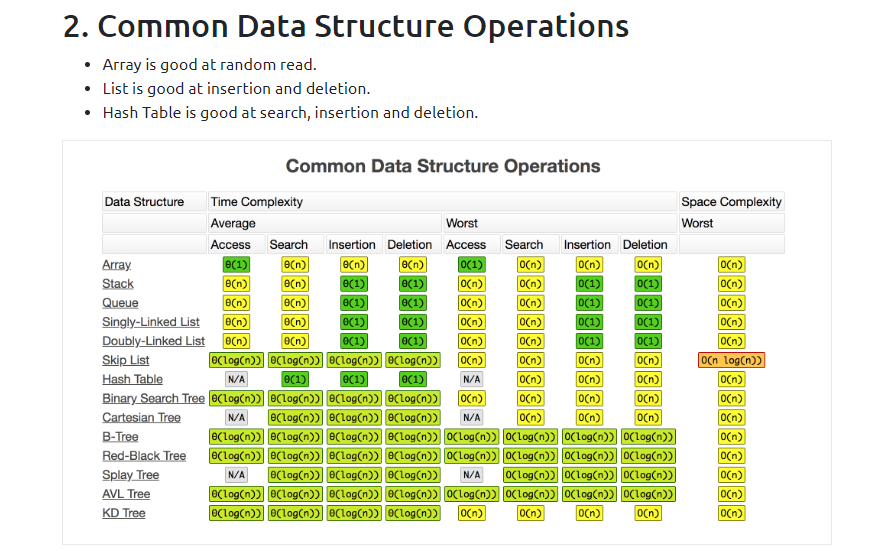 2. Common Data Structure Operations
• Array is good at random read.
• List is good at insertion and deletion.
• Hash Table is good at search, insertion and deletion.
Common Data Structure Operations
Data Structure Time Complexity Space Complexity
Average Worst Worst
Access Search Insertion Deletion Access Search Insertion Deletion
Array Θ(1) Θ(n) Θ(n) Θ(n) O(1) O(n) O(n) O(n) O(n)
Stack Θ(n) Θ(n) Θ(1) Θ(1) O(n) O(n) O(1) O(1) O(n)
Queue Θ(n) Θ(n) Θ(1) Θ(1) O(n) O(n) O(1) O(1) O(n)
Singly-Linked List Θ(n) Θ(n) Θ(1) Θ(1) O(n) O(n) O(1) O(1) O(n)
Doubly-Linked List Θ(n) Θ(n) Θ(1) Θ(1) O(n) O(n) O(1) O(1) O(n)
Skip List Θ(log(n)) Θ(log(n)) Θ(log(n)) Θ(log(n)) O(n) O(n) O(n) O(n) O(n log(n))
Hash Table N/A Θ(1) Θ(1) Θ(1) N/A O(n) O(n) O(n) O(n)
Binary Search Tree Θ(log(n)) Θ(log(n)) Θ(log(n)) Θ(log(n)) O(n) O(n) O(n) O(n) O(n)
Cartesian Tree N/A Θ(log(n)) Θ(log(n)) Θ(log(n)) N/A O(n) O(n) O(n) O(n)
B-Tree Θ(log(n)) Θ(log(n)) Θ(log(n)) Θ(log(n)) O(log(n)) O(log(n)) O(log(n)) O(log(n)) O(n)
Red-Black Tree Θ(log(n)) Θ(log(n)) Θ(log(n)) Θ(log(n)) O(log(n)) O(log(n)) O(log(n)) O(log(n)) O(n)
Splay Tree N/A Θ(log(n)) Θ(log(n)) Θ(log(n)) N/A O(log(n)) O(log(n)) O(log(n)) O(n)
AVL Tree Θ(log(n)) Θ(log(n)) Θ(log(n)) Θ(log(n)) O(log(n)) O(log(n)) O(log(n)) O(log(n)) O(n)
KD Tree Θ(log(n)) Θ(log(n)) Θ(log(n)) Θ(log(n)) O(n) O(n) O(n) O(n) O(n)